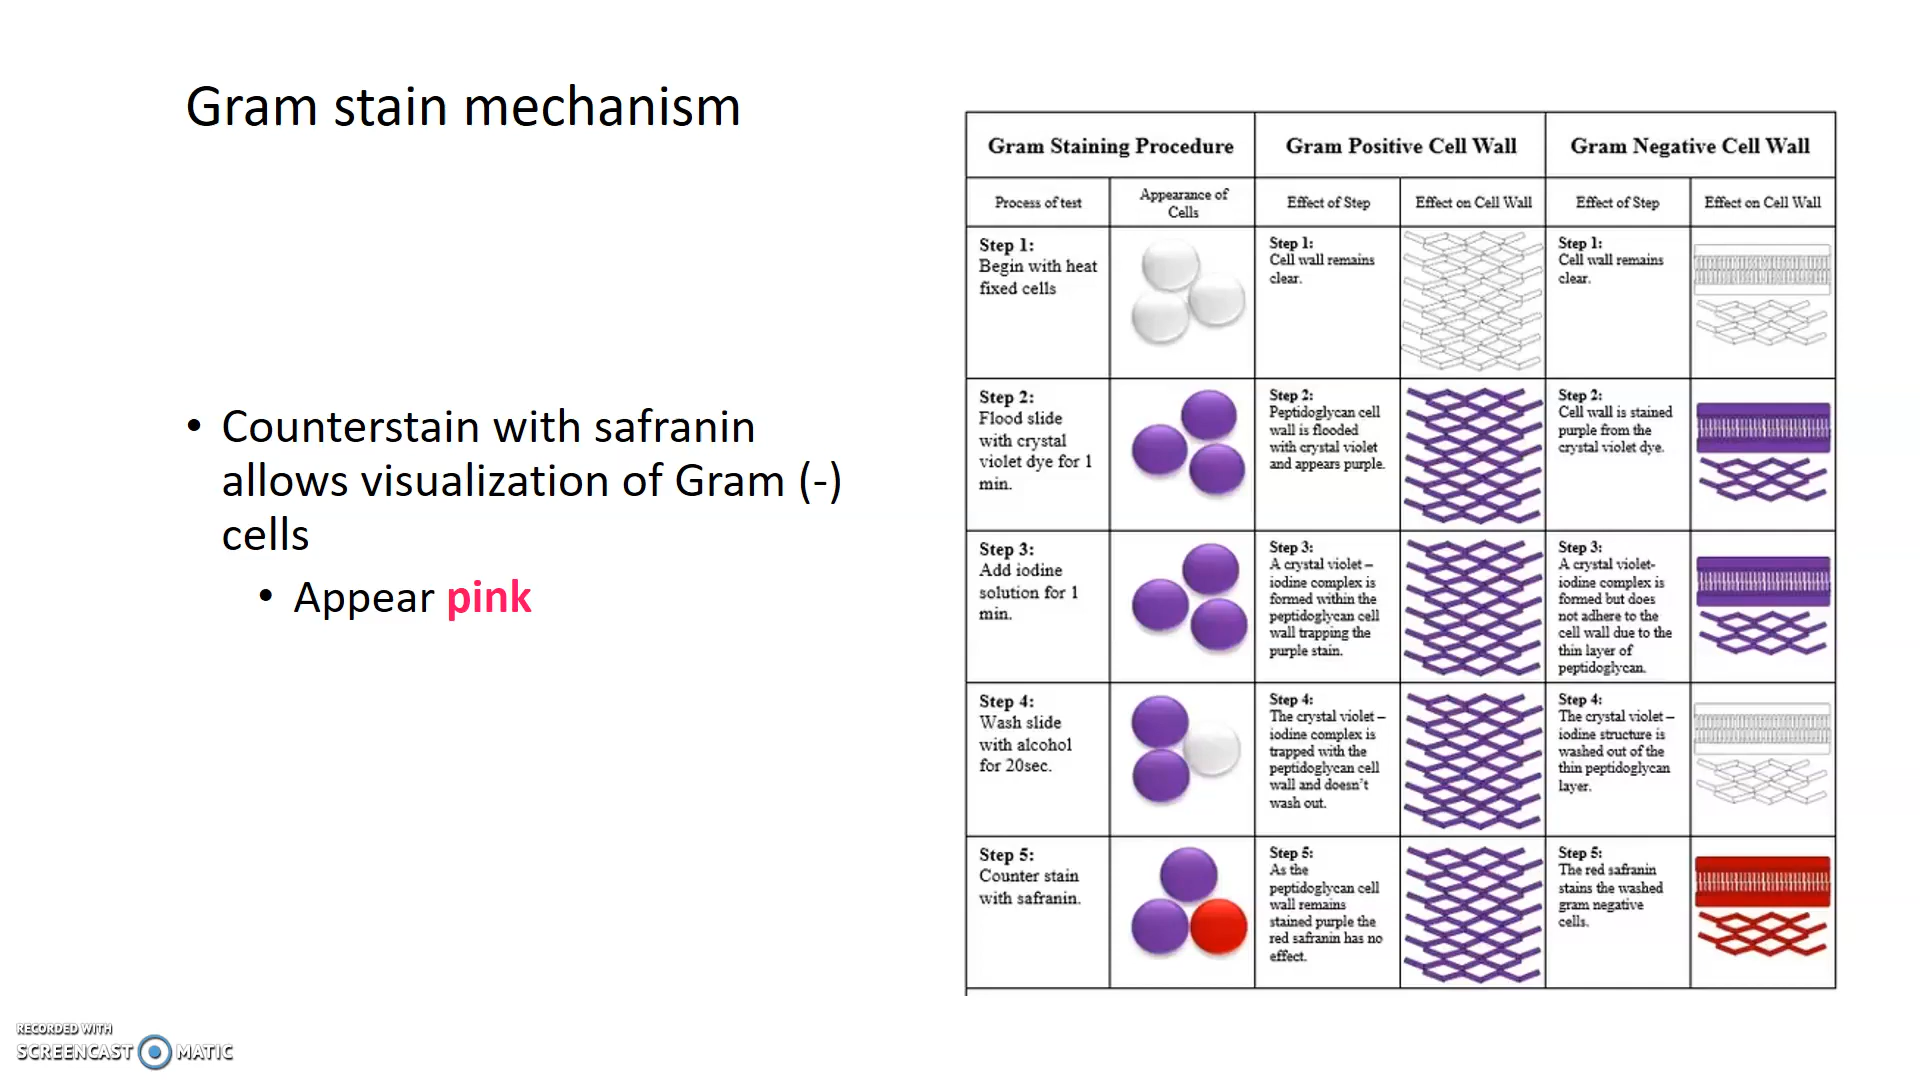 Gram stain mechanism
• Counterstain with safranin
allows visualization of Gram (-)
cells
• Appear pink
Gram Staining Procedure
Gram Positive Cell Wall
Gram Negative Cell Wall
Process of test
Appearance of
Cells
Effect of Step
Effect on Cell Wall
Effect of Step
Effect on Cell Wall
Step 1:
Begin with heat
fixed cells
Step 1:
Cell wall remains
clear.
Step 1:
Cell wall remains
clear.
Step 2:
Flood slide
with crystal
violet dye for 1
min.
Step 2:
Peptidoglycan cell
wall is flooded
with crystal violet
and appears purple.
Step 2:
Cell wall is stained
purple from the
crystal violet dye.
Step 3:
Add iodine
solution for 1
min.
Step 3:
A crystal violet –
iodine complex is
formed within the
peptidoglycan cell
wall trapping the
purple stain.
Step 3:
A crystal violet-
iodine complex is
formed but does
not adhere to the
cell wall due to the
thin layer of
peptidoglycan.
Step 4:
Wash slide
with alcohol
for 20sec.
Step 4:
The crystal violet –
iodine complex is
trapped with the
peptidoglycan cell
wall and doesn't
wash out.
Step 4:
The crystal violet –
iodine structure is
washed out of the
thin peptidoglycan
layer.
Step 5:
Counter stain
with safranin.
Step 5:
As the
peptidoglycan cell
wall remains
stained purple the
red safranin has no
effect.
Step 5:
The red safranin
stains the washed
gram negative
cells.
RECORDED WITH
SCREENCAST MATIC